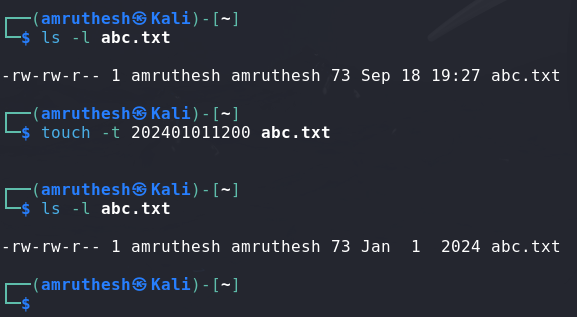 ┌──(amruthesh㉿Kali)-[~]
└─$ ls -l abc.txt
-rw-rw-r-- 1 amruthesh amruthesh 73 Sep 18 19:27 abc.txt
┌──(amruthesh㉿Kali)-[~]
└─$ touch -t 202401011200 abc.txt
┌──(amruthesh㉿Kali)-[~]
└─$ ls -l abc.txt
-rw-rw-r-- 1 amruthesh amruthesh 73 Jan  1  2024 abc.txt
┌──(amruthesh㉿Kali)-[~]
└─$